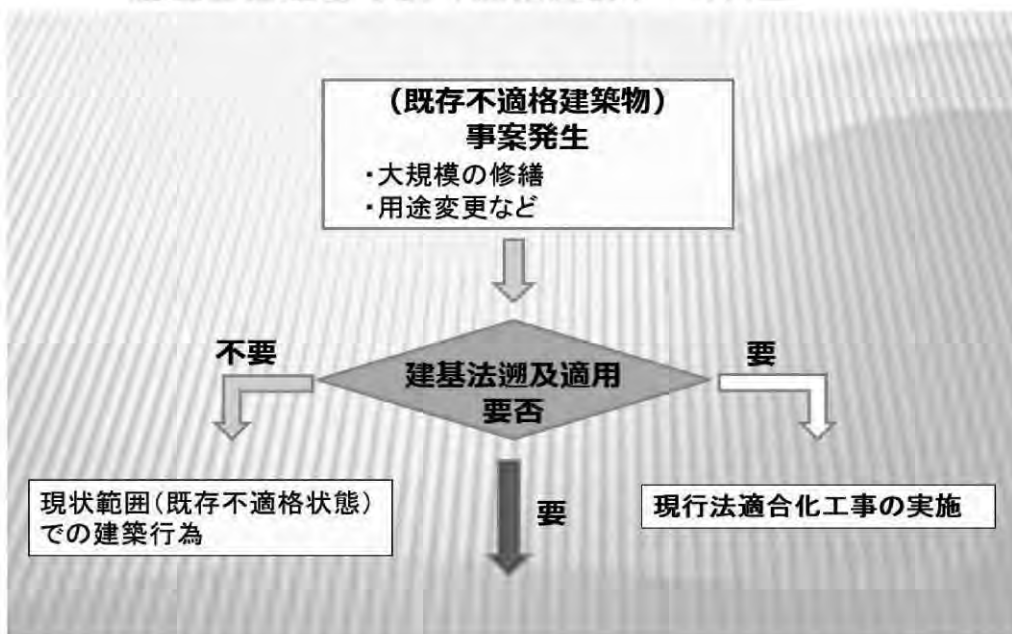 （既存不適格建築物）
事案発生
・大規模の修繕
・用途変更など
不要
建基法遡及適用
要否
要
現状範囲（既存不適格状態）
での建築行為
要
現行法適合化工事の実施